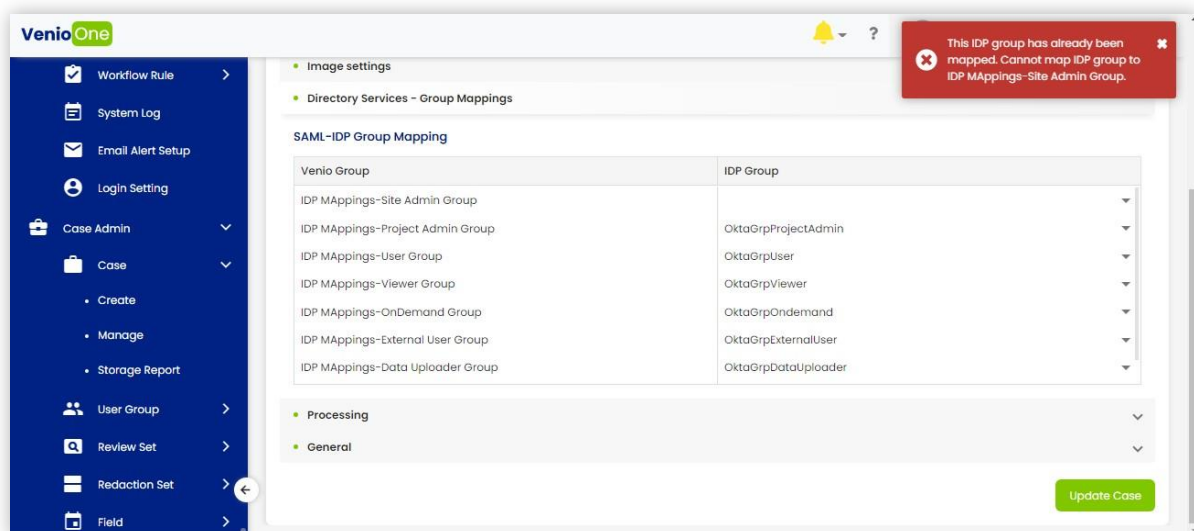 VenioOne
?
This IDP group has already been
mapped. Cannot map IDP group to
IDP MAppings-Site Admin Group.
Workflow Rule
System Log
Email Alert Setup
Login Setting
Case Admin
Case
• Create
• Manage
• Storage Report
User Group
Review Set
Redaction Set
Field
• Image settings
• Directory Services - Group Mappings
SAML-IDP Group Mapping
Venio Group IDP Group
IDP MAppings-Site Admin Group
IDP MAppings-Project Admin Group OktaGrpProjectAdmin
IDP MAppings-User Group OktaGrpUser
IDP MAppings-Viewer Group OktaGrpViewer
IDP MAppings-OnDemand Group OktaGrpOndemand
IDP MAppings-External User Group OktaGrpExternalUser
IDP MAppings-Data Uploader Group OktaGrpDataUploader
• Processing
• General
Update Case